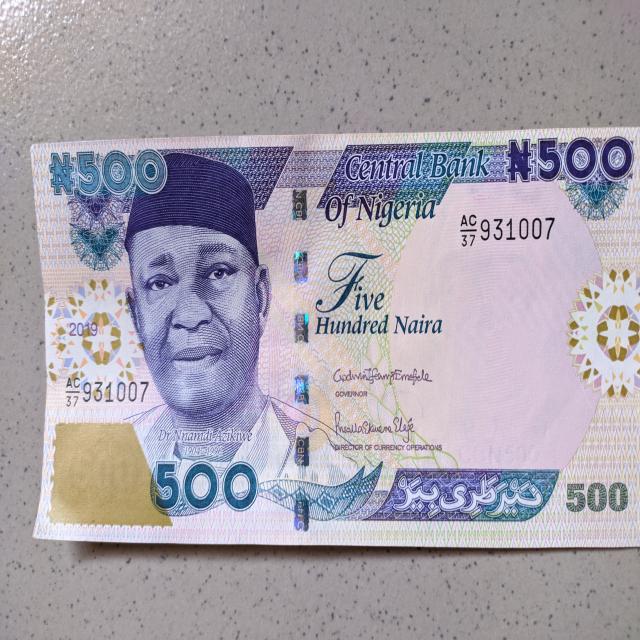 ₦500
Central Bank
Of Nigeria
₦500
AC/37 931007
Five
Hundred Naira
2019
AC/37 931007
GOVERNOR
DIRECTOR OF CURRENCY OPERATIONS
Dr Nnamdi Azikiwe
500
500